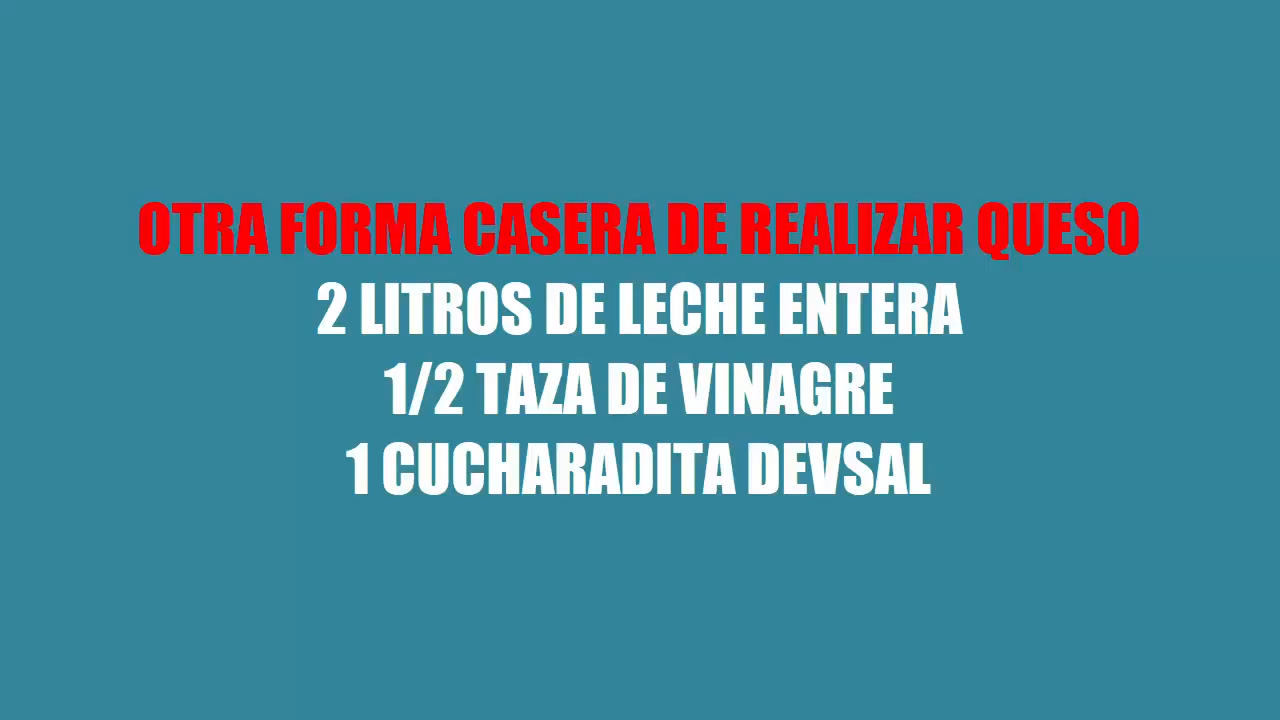 OTRA FORMA CASERA DE REALIZAR QUESO
2 LITROS DE LECHE ENTERA
1/2 TAZA DE VINAGRE
1 CUCHARADITA DEVSAL